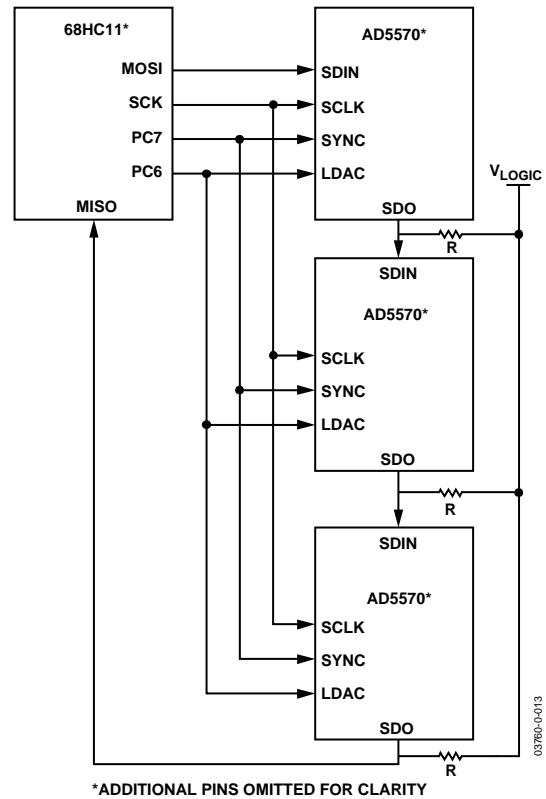 68HC11*
MOSI
SCK
PC7
PC6
MISO
AD5570*
SDIN
SCLK
SYNC
LDAC
SDO
VLOGIC
R
SDIN
AD5570*
SCLK
SYNC
LDAC
SDO
R
SDIN
AD5570*
SCLK
SYNC
LDAC
SDO
R
03760-0-013
*ADDITIONAL PINS OMITTED FOR CLARITY